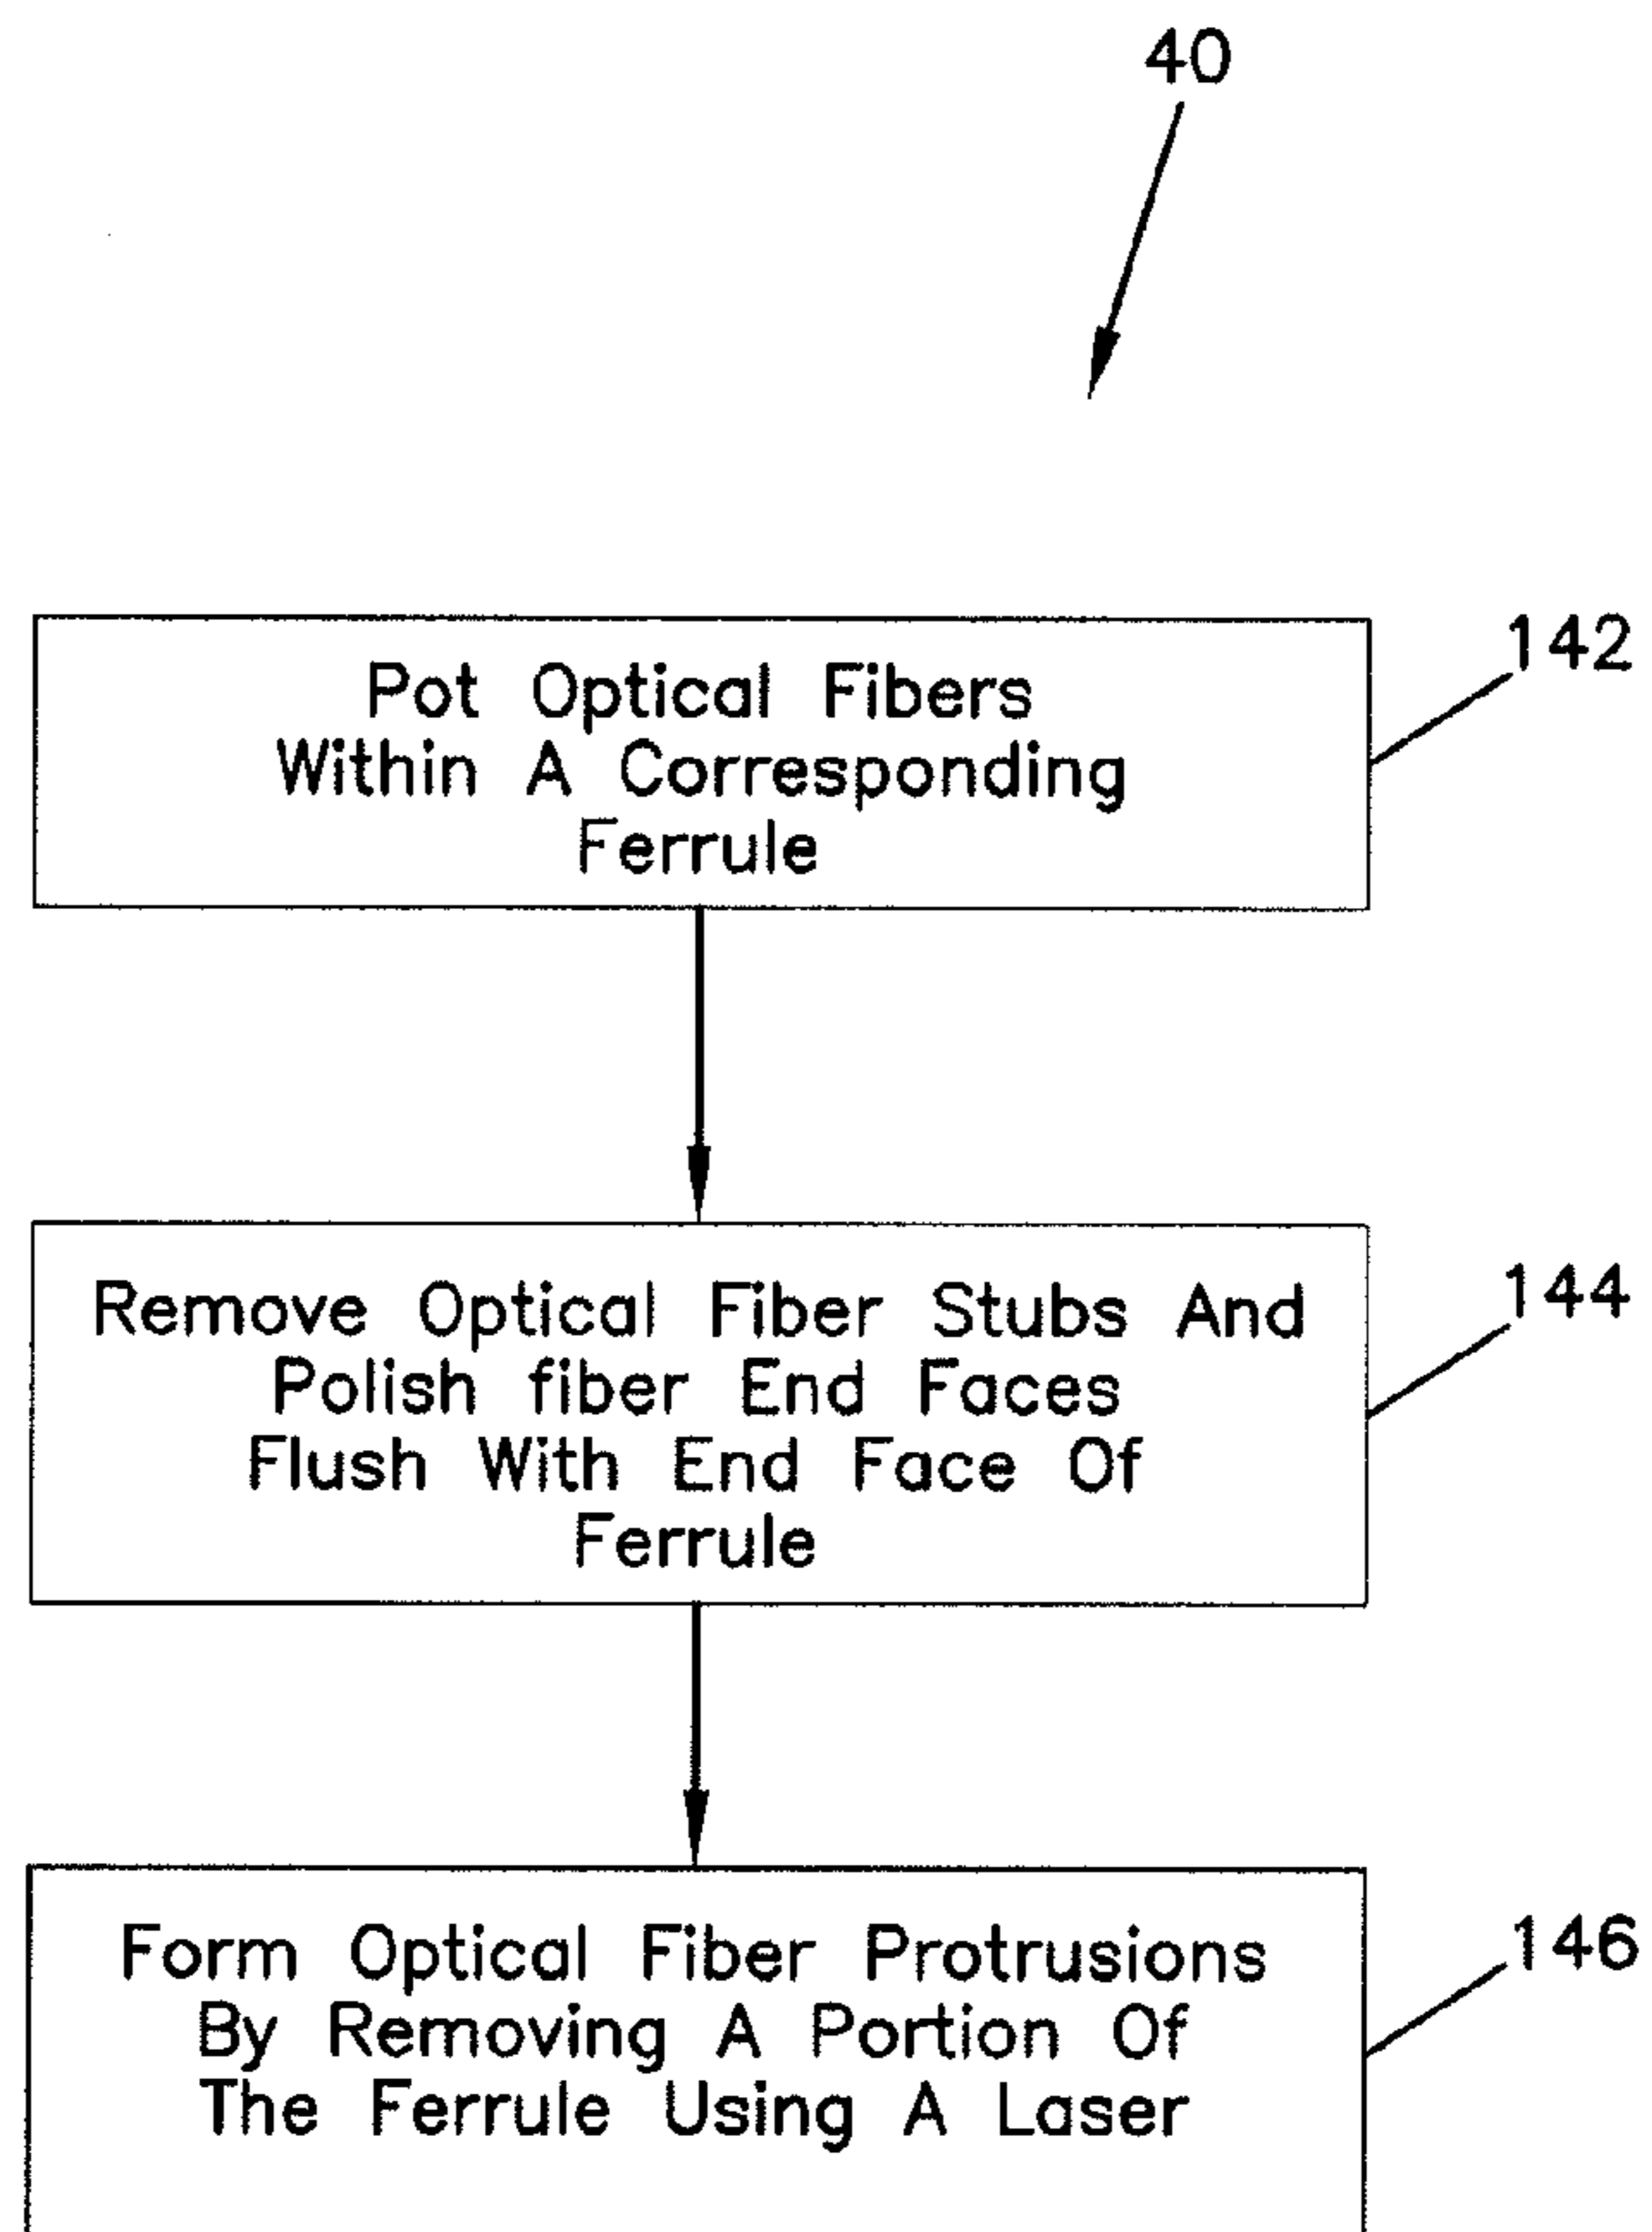 40
Pot Optical Fibers
Within A Corresponding
Ferrule
142
Remove Optical Fiber Stubs And
Polish fiber End Faces
Flush With End Face Of
Ferrule
144
Form Optical Fiber Protrusions
By Removing A Portion Of
The Ferrule Using A Laser
146